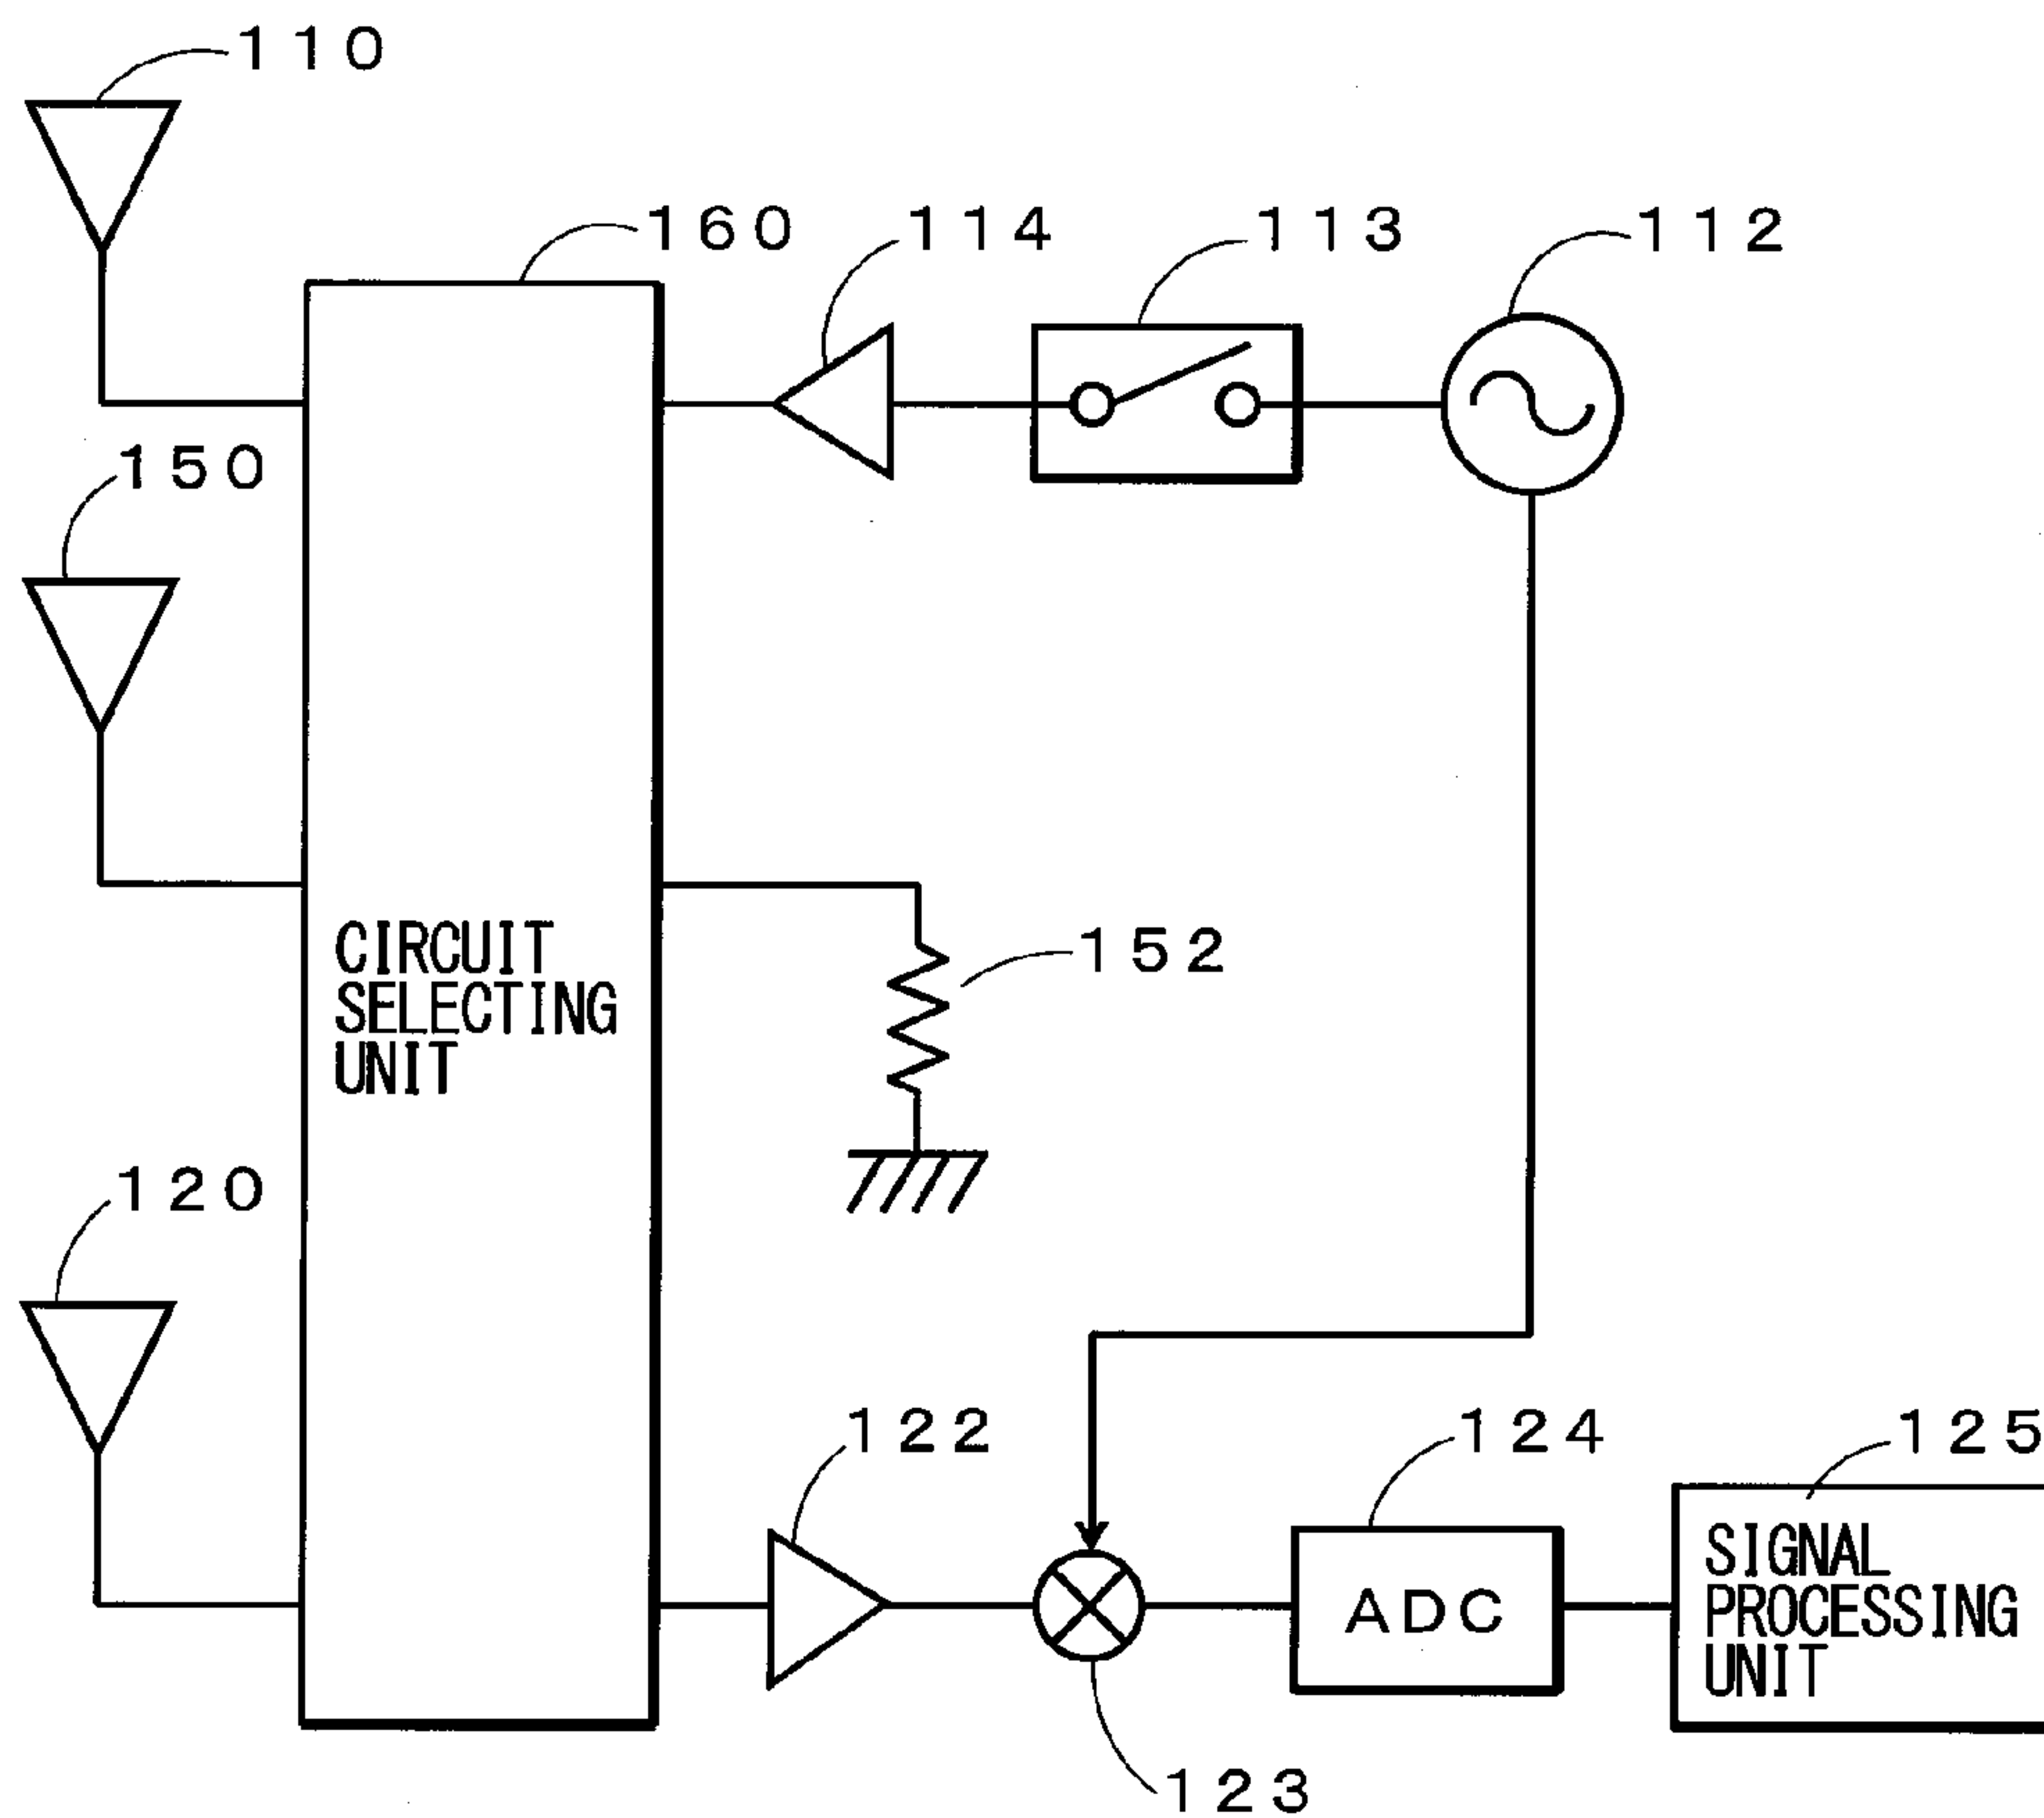 110
160
114
113
112
150
CIRCUIT
SELECTING
UNIT
152
120
122
124
125
ADC
SIGNAL
PROCESSING
UNIT
123